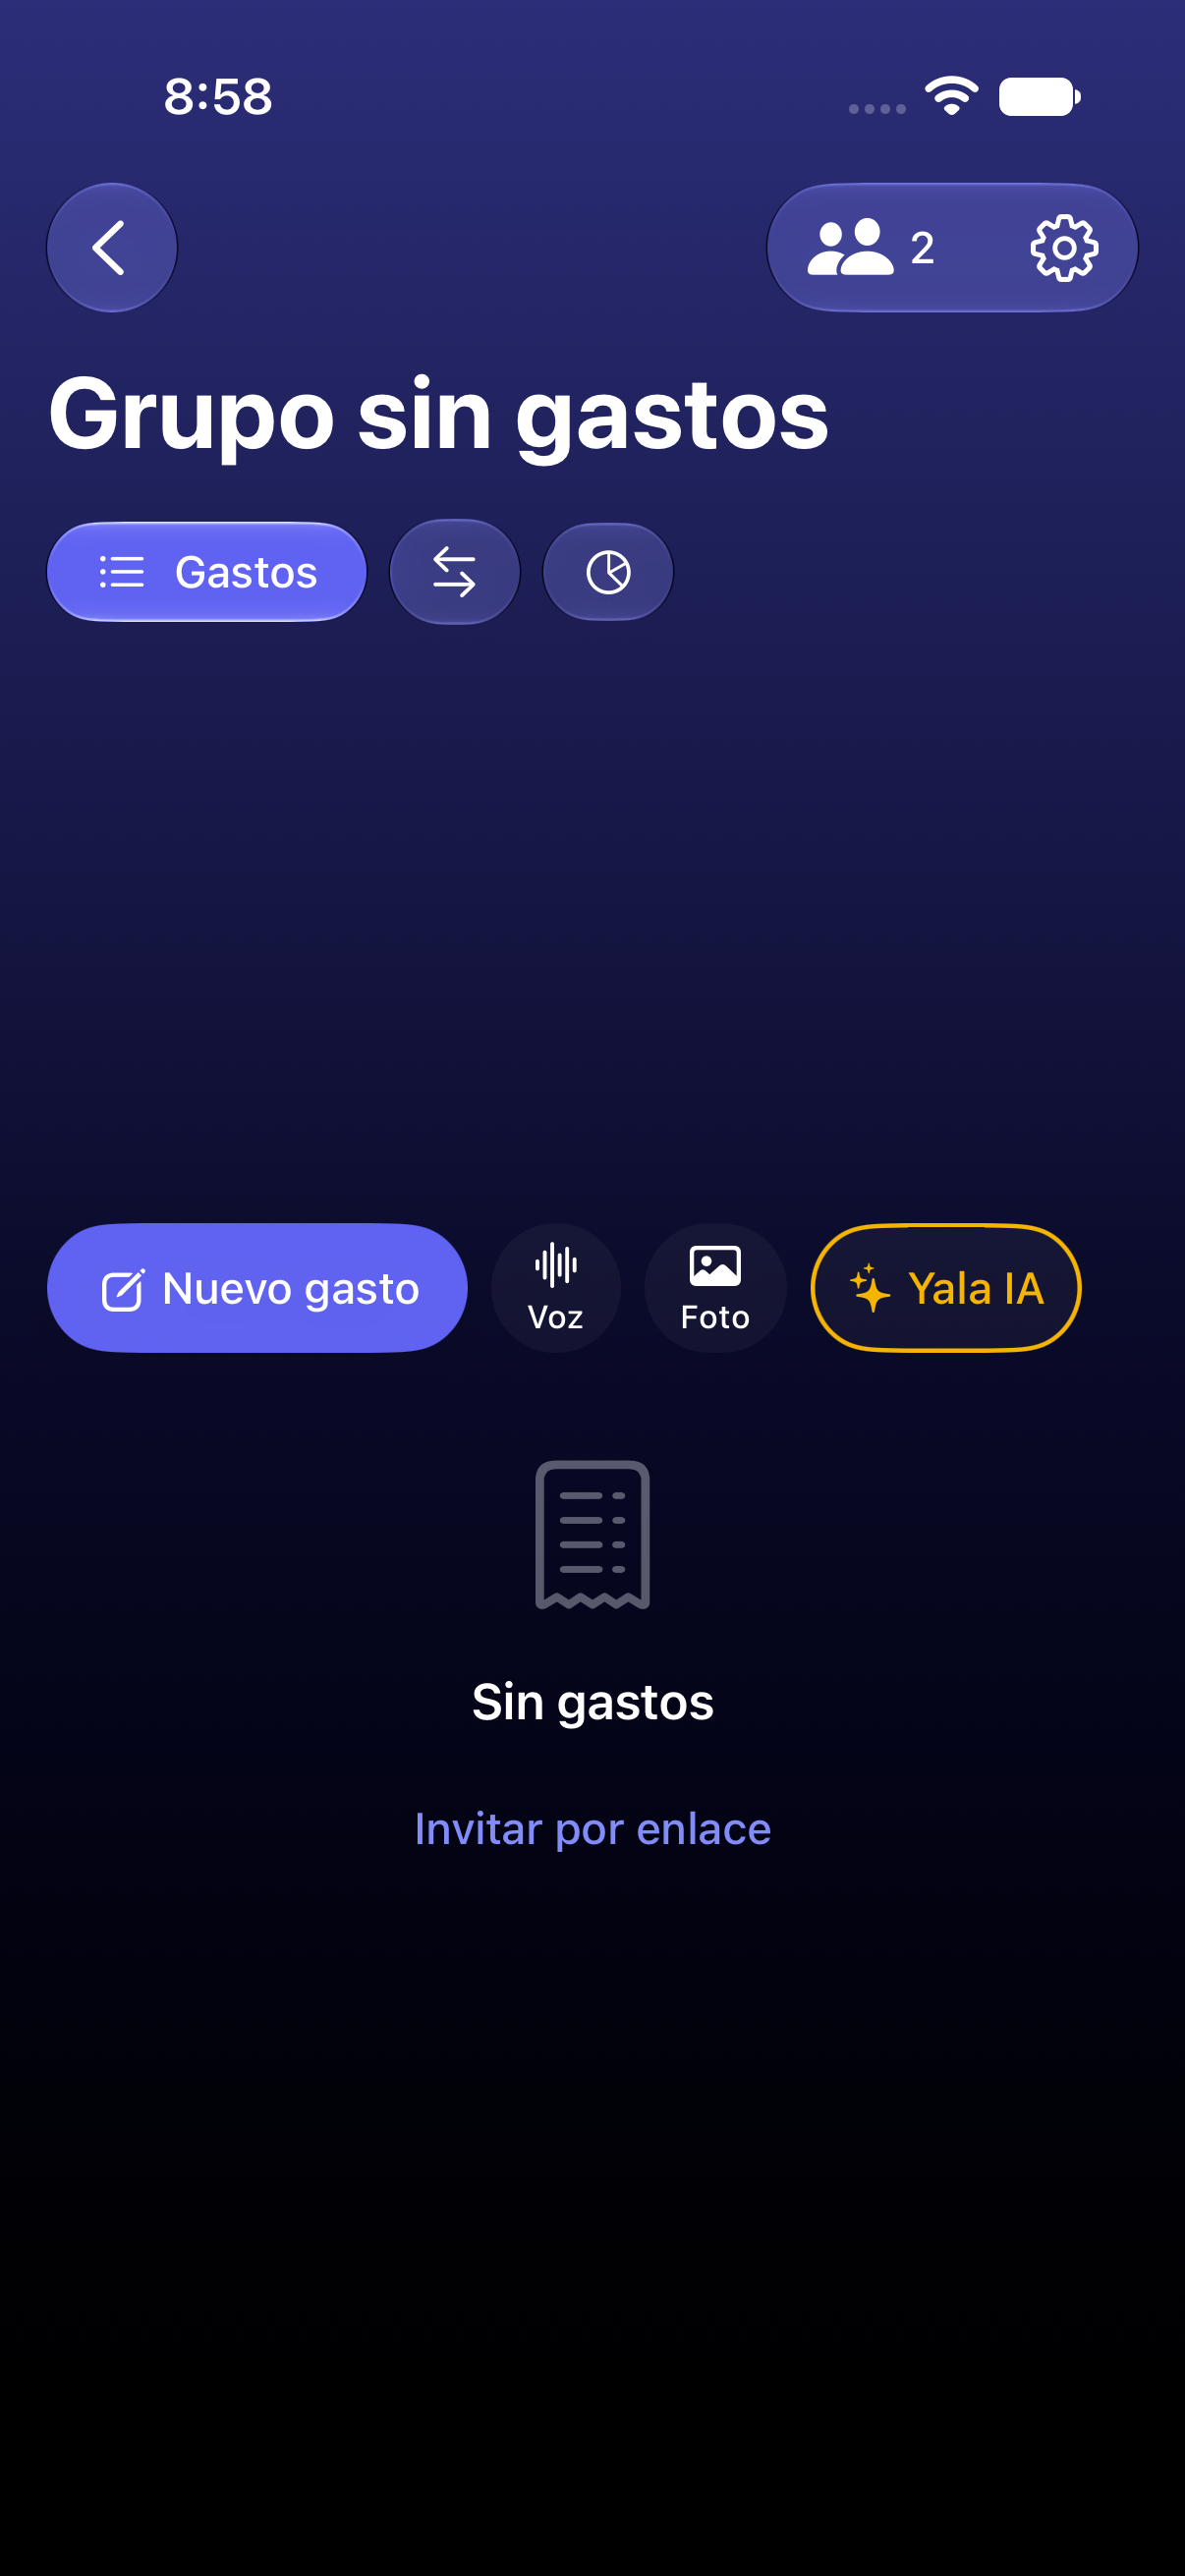 8:58
2
Grupo sin gastos
Gastos
Nuevo gasto
Voz
Foto
Yala IA
Sin gastos
Invitar por enlace